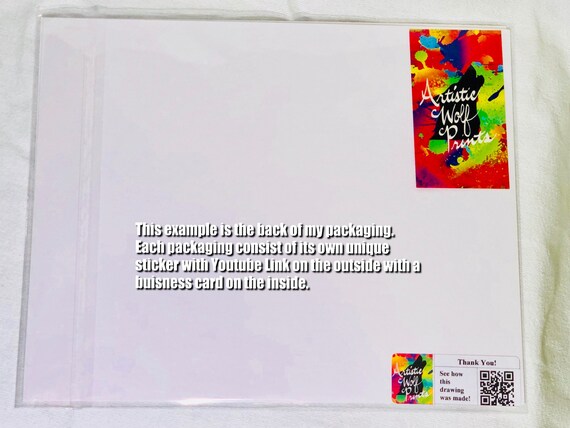 Artistic
Wolf
Prints
This example is the back of my packaging.
Each packaging consist of its own unique
sticker with Youtube Link on the outside with a
buisness card on the inside.
Artistic
Wolf
Prints
Thank You!
See how
this
drawing
was made!